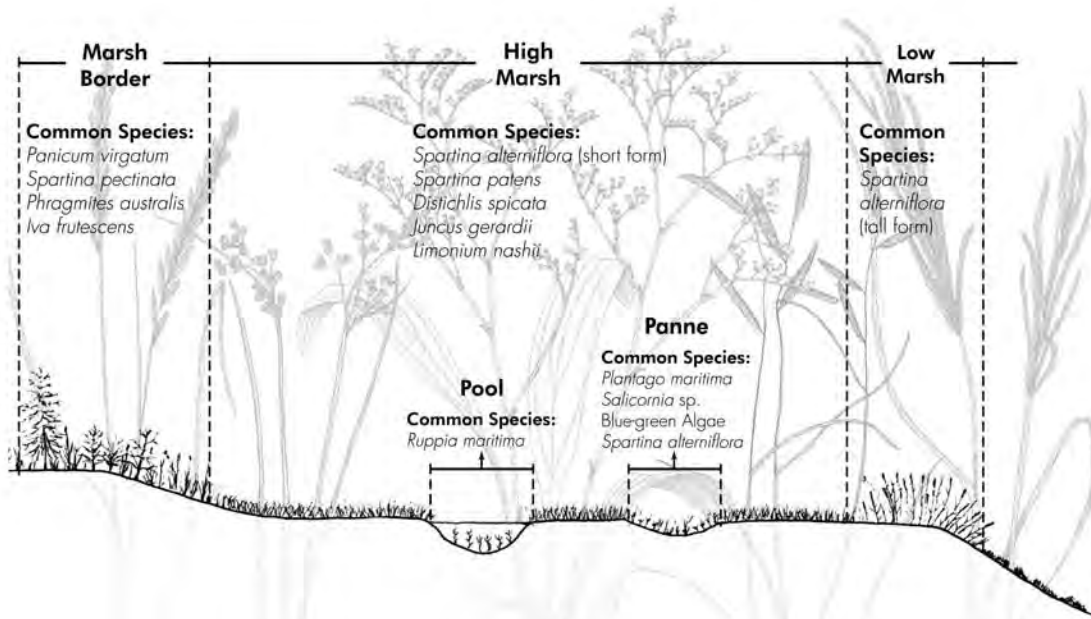 Marsh
Border
Common Species:
Panicum virgatum
Spartina pectinata
Phragmites australis
Iva frutescens
High
Marsh
Common Species:
Spartina alterniflora (short form)
Spartina patens
Distichlis spicata
Juncus gerardii
Limonium nashii
Low
Marsh
Common
Species:
Spartina
alterniflora
(tall form)
Pool
Common Species:
Ruppia maritima
Panne
Common Species:
Plantago maritima
Salicornia sp.
Blue-green Algae
Spartina alterniflora